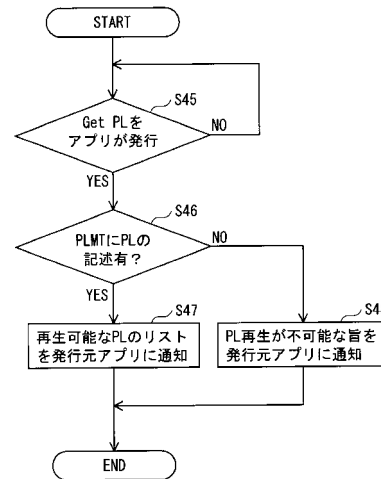 START
S45
Get PLを
アプリが発行
NO
YES
S46
PLMTにPLの
記述有?
NO
YES
S47
再生可能なPLのリスト
を発行元アプリに通知
S4
PL再生が不可能な旨を
発行元アプリに通知
END